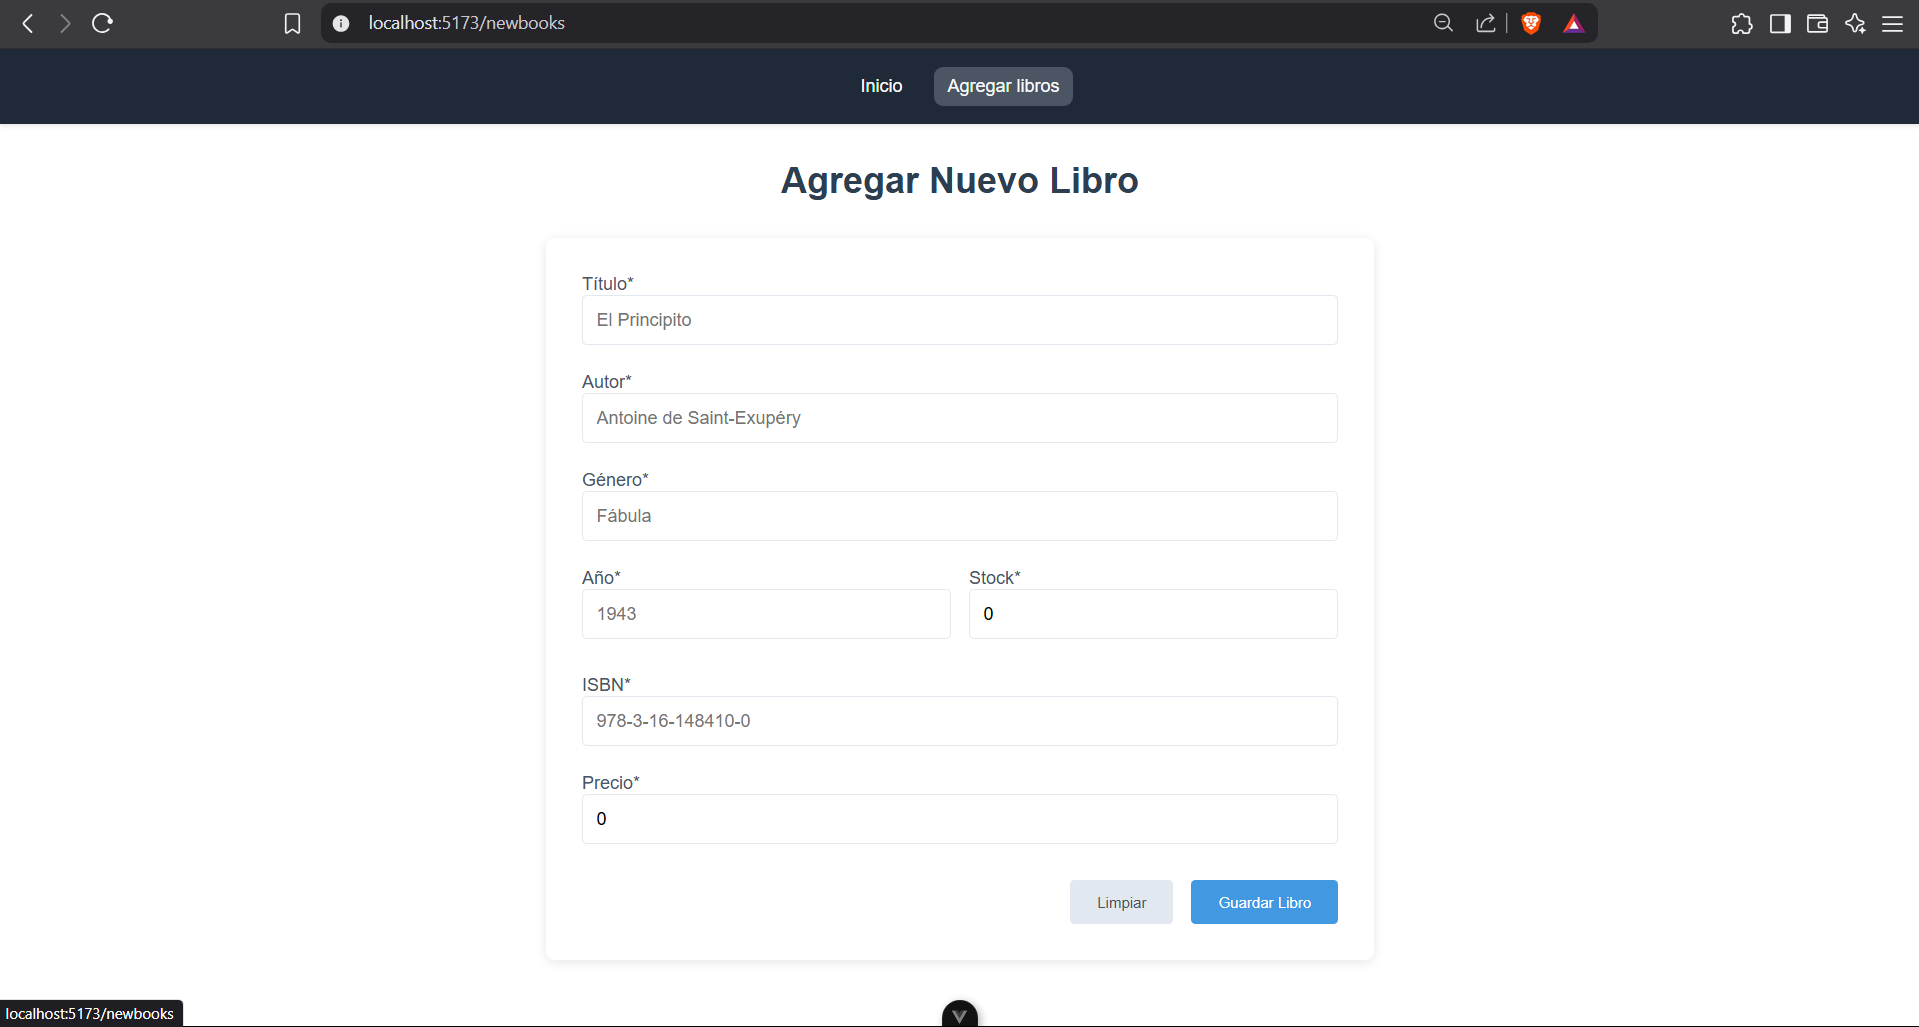 localhost:5173/newbooks
Inicio Agregar libros
Agregar Nuevo Libro
Título*
El Principito
Autor*
Antoine de Saint-Exupéry
Género*
Fábula
Año* Stock*
1943 0
ISBN*
978-3-16-148410-0
Precio*
0
Limpiar Guardar Libro
localhost:5173/newbooks